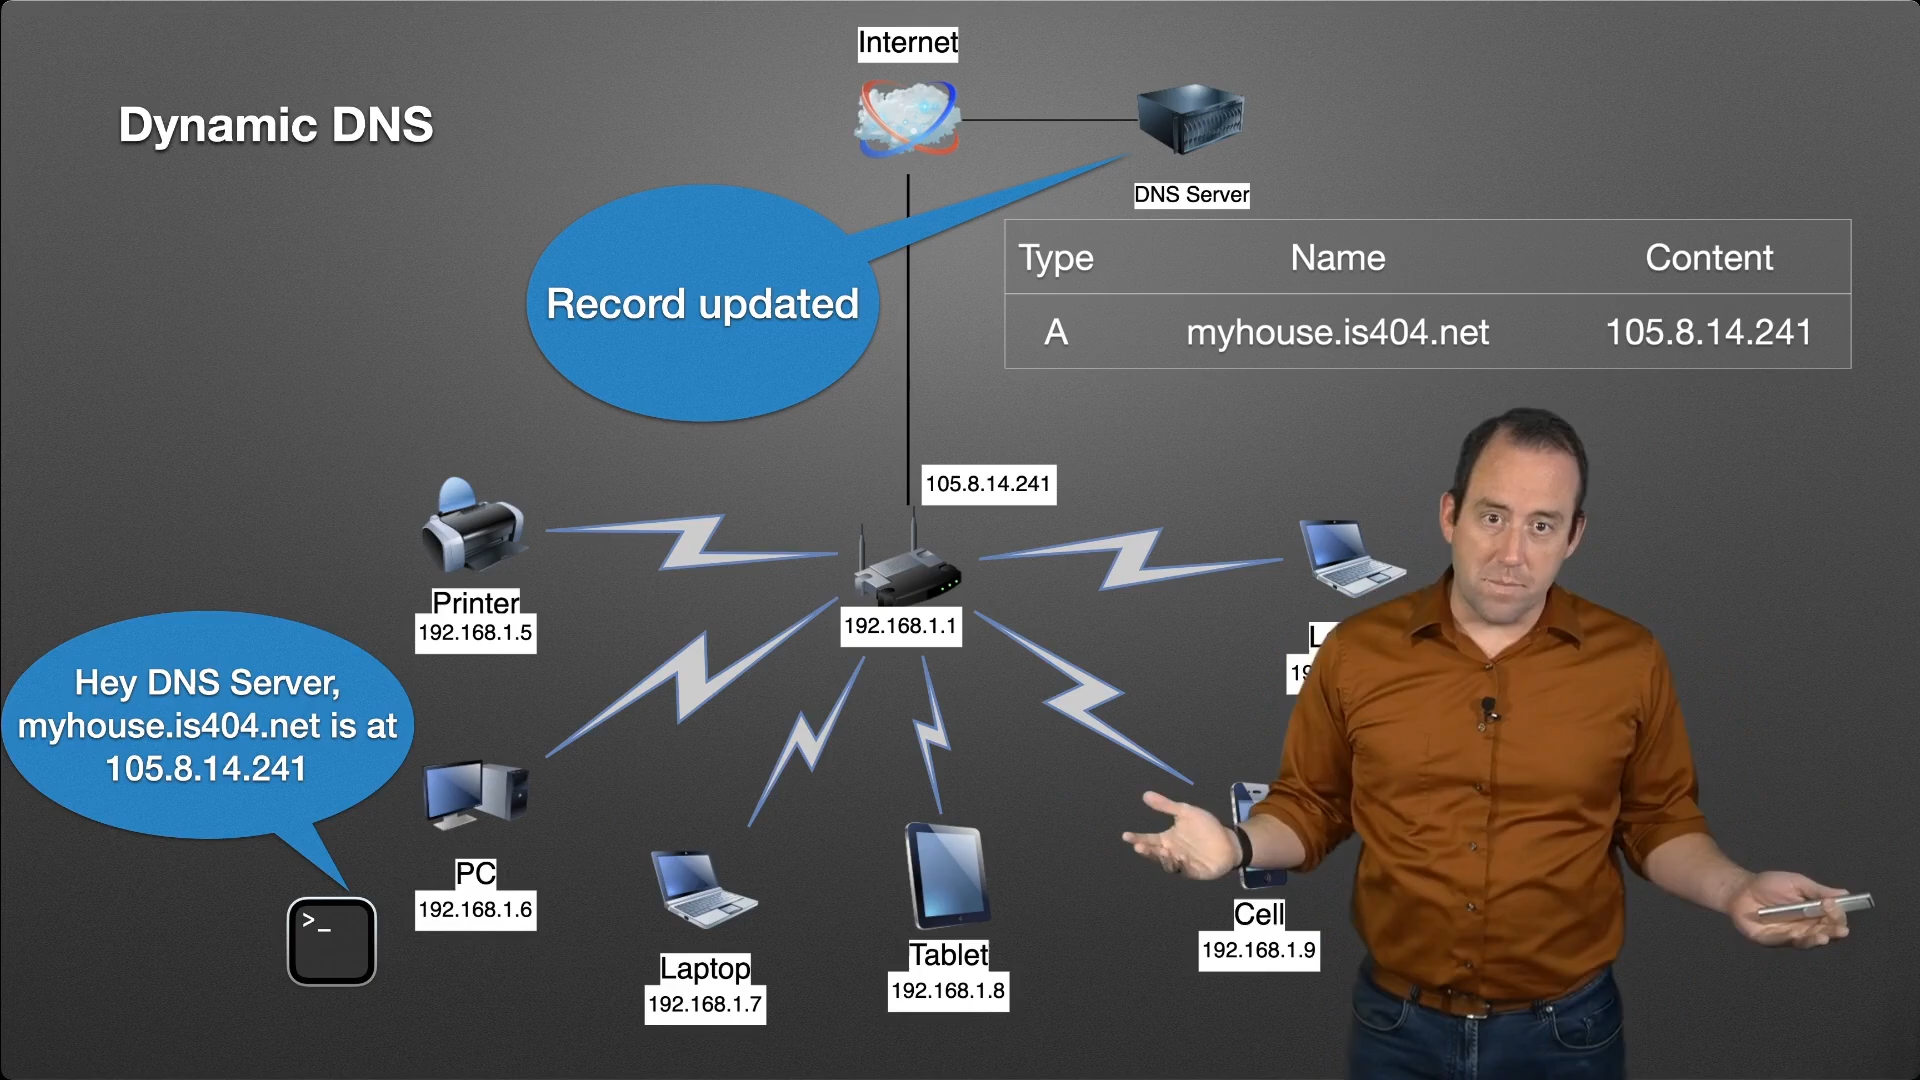 Internet
Dynamic DNS
DNS Server
Type Name Content
Record updated
A myhouse.is404.net 105.8.14.241
105.8.14.241
Printer
192.168.1.5
192.168.1.1
Hey DNS Server,
myhouse.is404.net is at
105.8.14.241
PC
192.168.1.6
>_
Laptop
192.168.1.7
Tablet
192.168.1.8
Cell
192.168.1.9